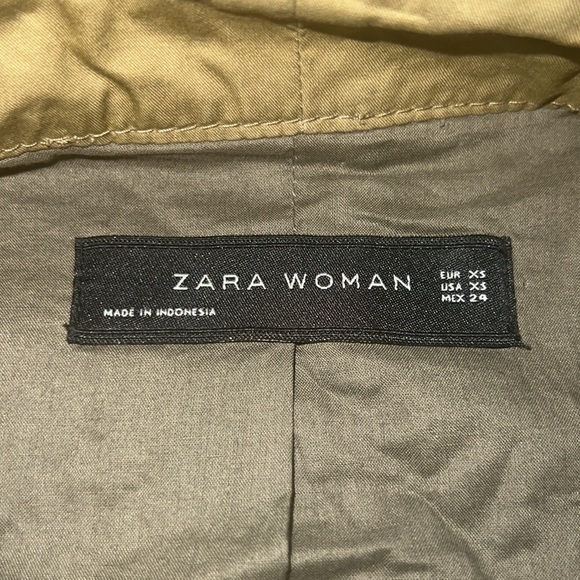 ZARA WOMAN
EUR XS
USA XS
MEX 24
MADE IN INDONESIA